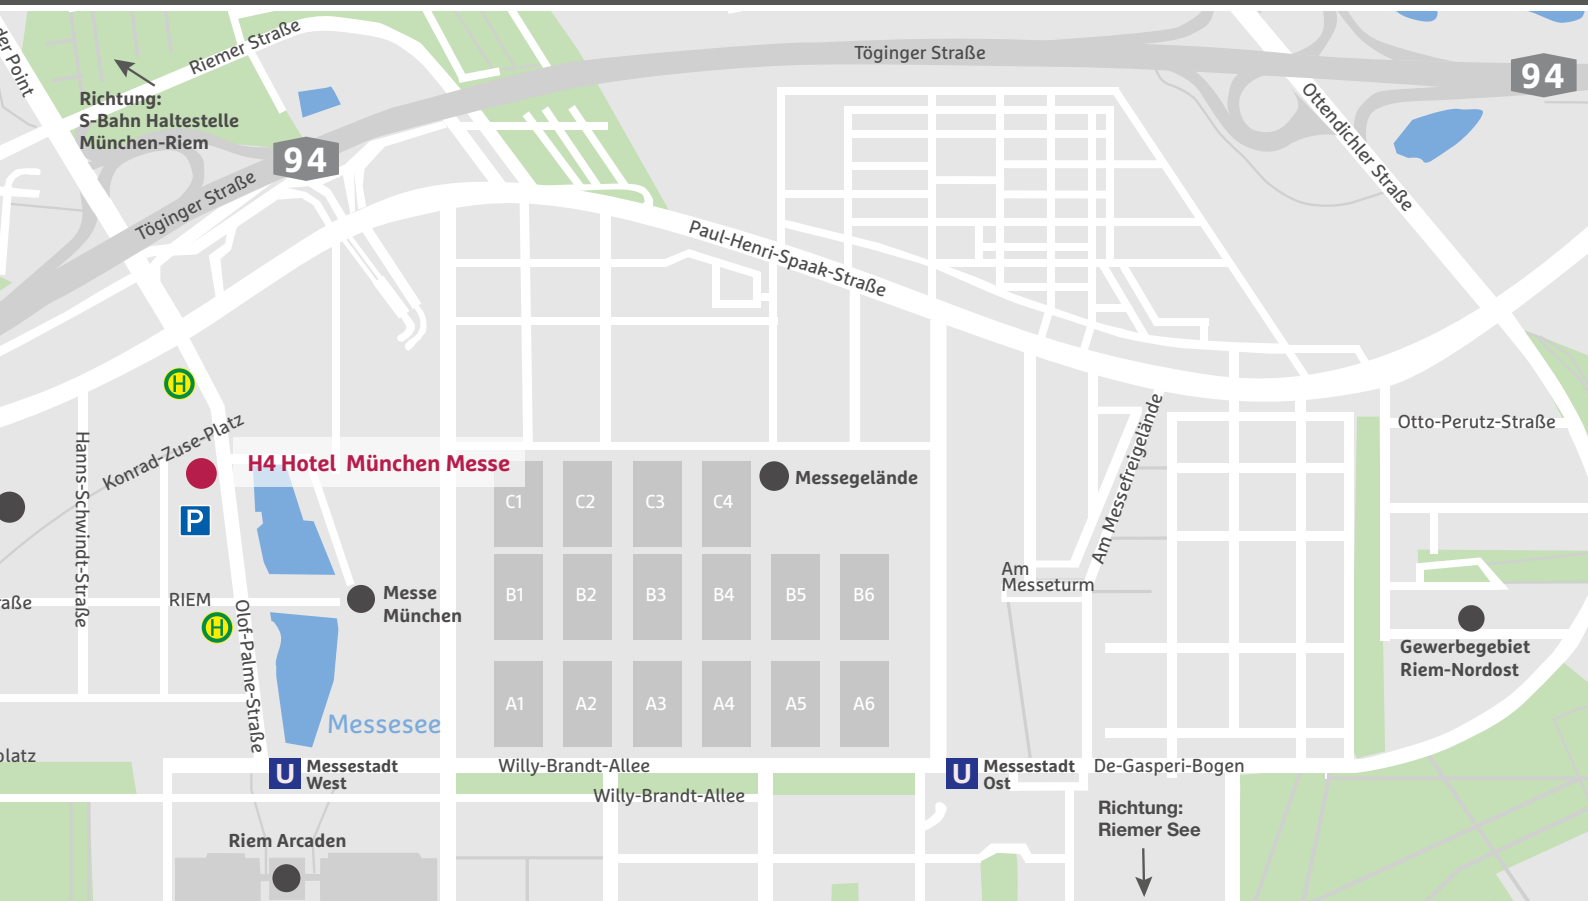 der Point
Riemer Straße
Richtung:
S-Bahn Haltestelle
München-Riem
94
Töginger Straße
Töginger Straße
94
Ottendichler Straße
Paul-Henri-Spaak-Straße
H
Konrad-Zuse-Platz
Hanns-Schwindt-Straße
H4 Hotel München Messe
P
C1 C2 C3 C4
Messegelände
Am Messefreigelände
Otto-Perutz-Straße
Am
Messeturm
B1 B2 B3 B4 B5 B6
Messe
München
raße
RIEM
H
Olof-Palme-Straße
Gewerbegebiet
Riem-Nordost
A1 A2 A3 A4 A5 A6
Messesee
platz
U
Messestadt
West
Willy-Brandt-Allee
Willy-Brandt-Allee
U
Messestadt
Ost
De-Gasperi-Bogen
Richtung:
Riemer See
Riem Arcaden